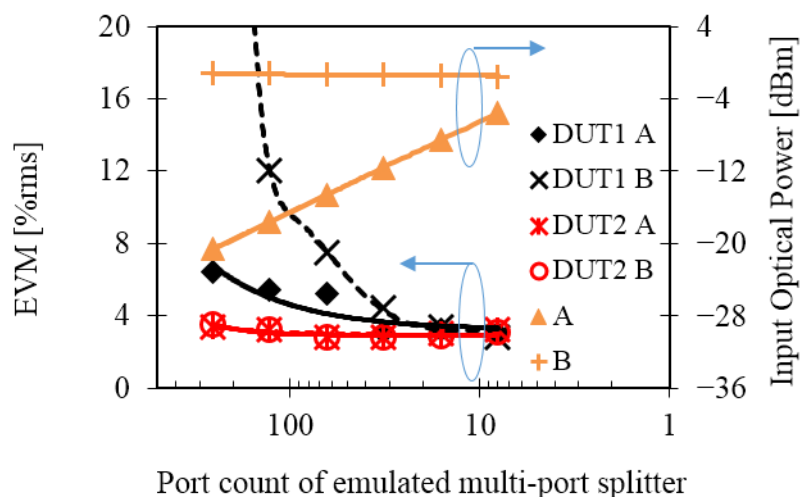 20
16
12
8
4
0
EVM [%rms]
4
−4
−12
−20
−28
−36
Input Optical Power [dBm]
DUT1 A
DUT1 B
DUT2 A
DUT2 B
A
B
100
10
1
Port count of emulated multi-port splitter